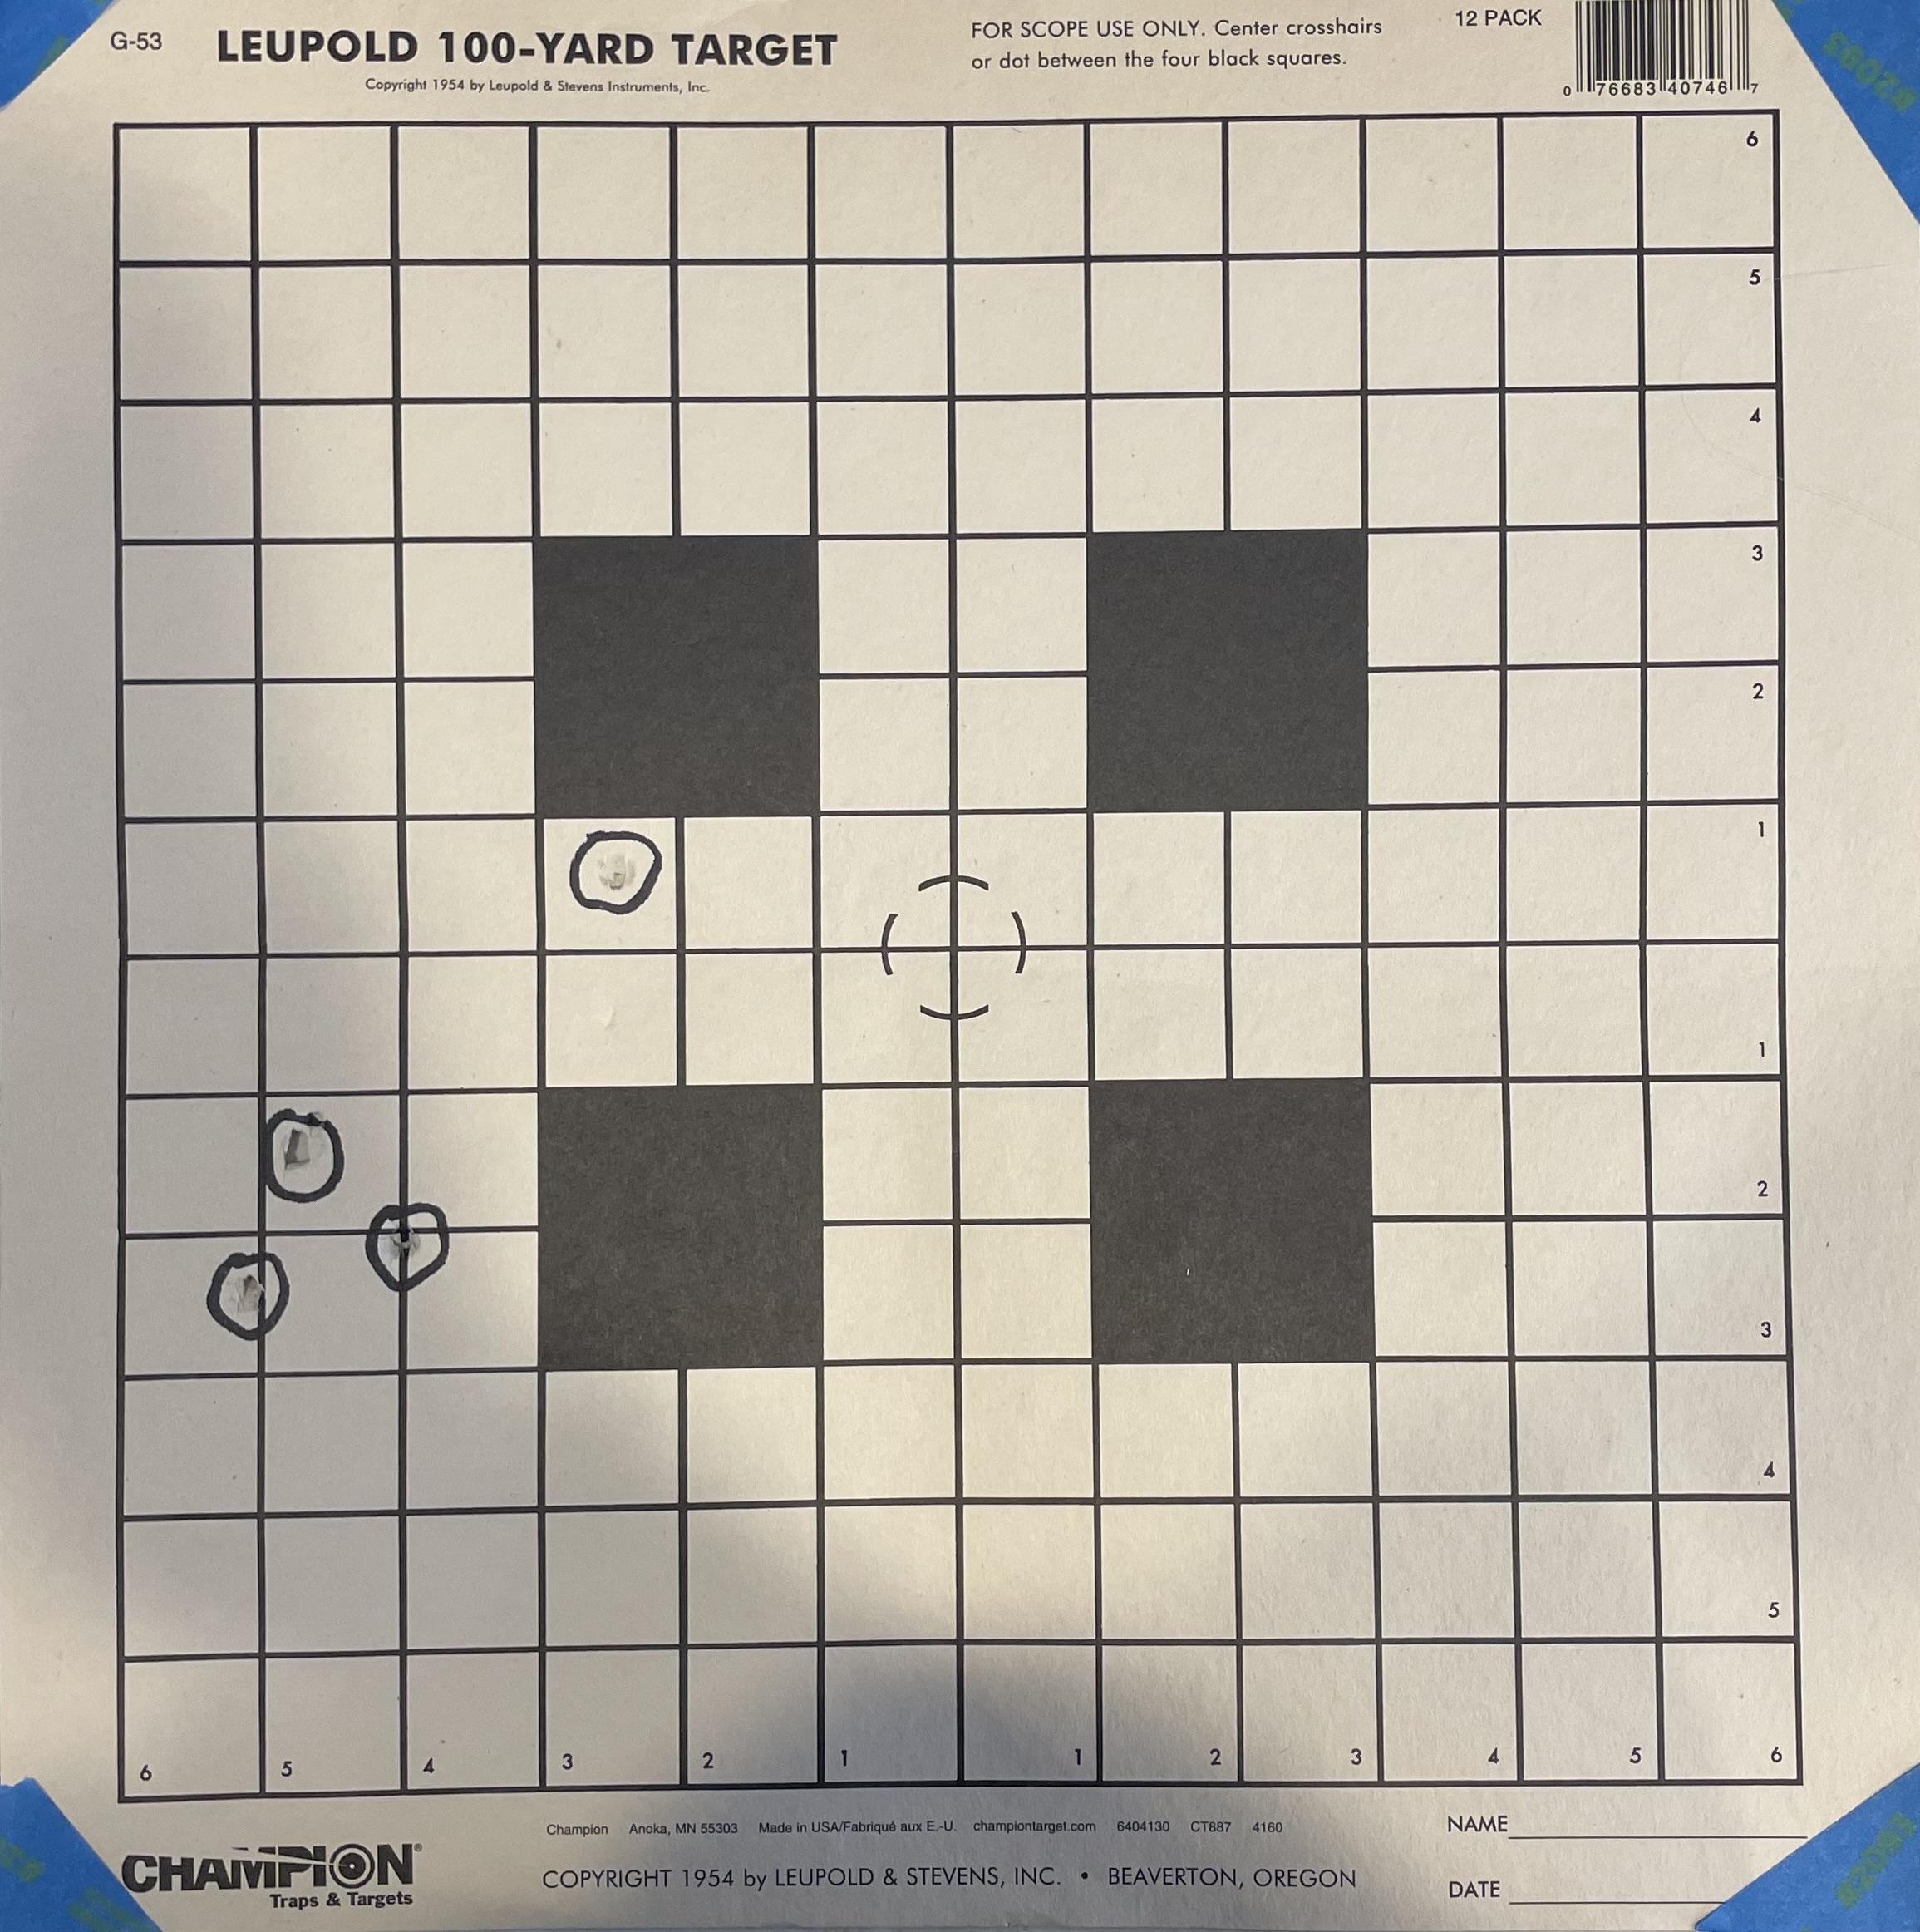 G-53
LEUPOLD 100-YARD TARGET
Copyright 1954 by Leupold & Stevens Instruments, Inc.
FOR SCOPE USE ONLY. Center crosshairs
or dot between the four black squares.
12 PACK
0 76683 40746 7
6
5
4
3
2
1
1
2
3
4
5
6 5 4 3 2 1 1 2 3 4 5 6
CHAMPION®
Traps & Targets
Champion Anoka, MN 55303 Made in USA/Fabriqué aux E.-U. championtarget.com 6404130 CT887 4160
COPYRIGHT 1954 by LEUPOLD & STEVENS, INC. • BEAVERTON, OREGON
NAME
DATE